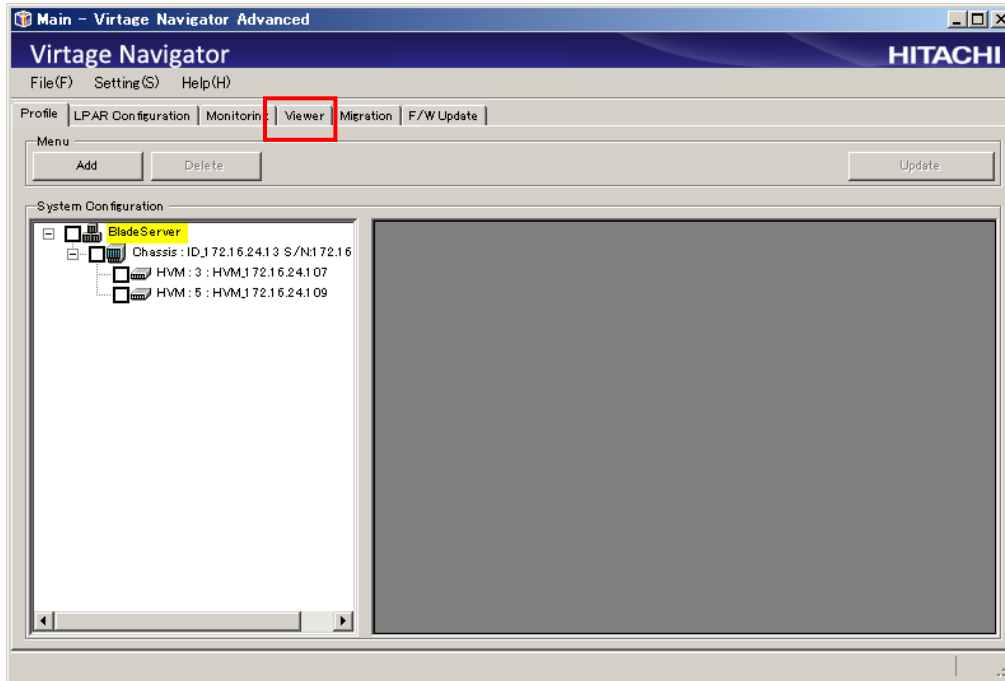 Main - Virtage Navigator Advanced
Virtage Navigator HITACHI
File(F) Setting(S) Help(H)
Profile LPAR Configuration Monitorin Viewer Migration F/W Update
Menu
Add Delete Update
System Configuration
BladeServer
Chassis : ID_172.16.24.13 S/N:172.16
HVM : 3 : HVM_172.16.24.107
HVM : 5 : HVM_172.16.24.109